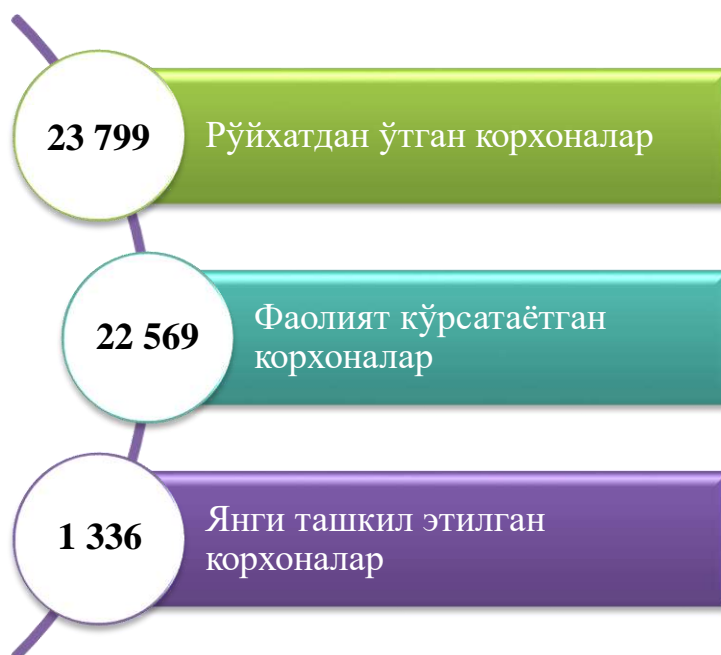 23 799
Рўйхатдан ўтган корхоналар
22 569
Фаолият кўрсатаётган
корхоналар
1 336
Янги ташкил этилган
корхоналар